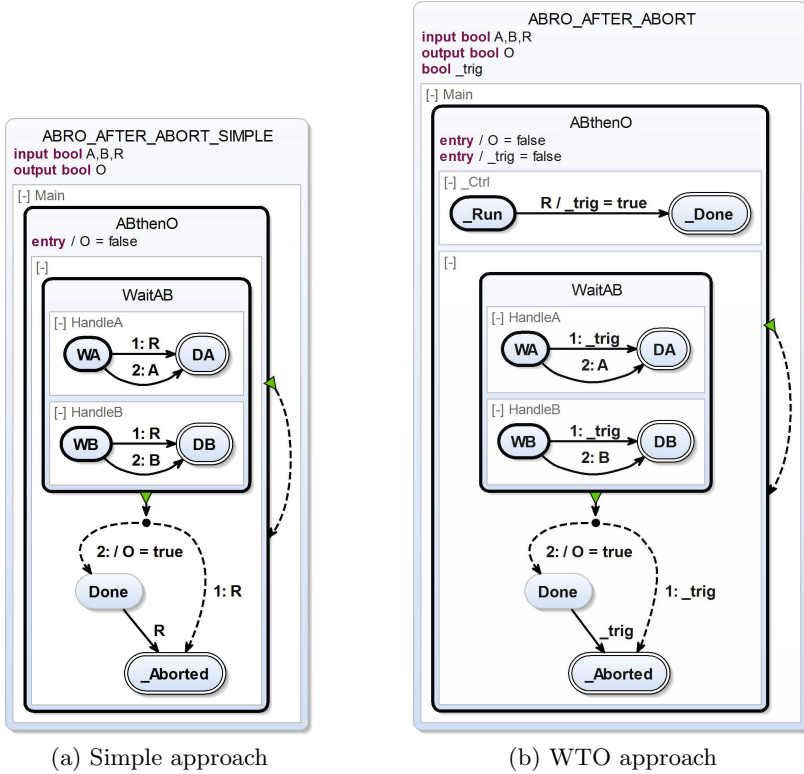 ABRO_AFTER_ABORT_SIMPLE
input bool A,B,R
output bool O
[-] Main
ABthenO
entry / O = false
[-]
WaitAB
[-] HandleA
WA
1: R
2: A
DA
[-] HandleB
WB
1: R
2: B
DB
2: / O = true
1: R
Done
R
_Aborted
(a) Simple approach
ABRO_AFTER_ABORT
input bool A,B,R
output bool O
bool _trig
[-] Main
ABthenO
entry / O = false
entry / _trig = false
[-] _Ctrl
_Run
R / _trig = true
_Done
[-]
WaitAB
[-] HandleA
WA
1: _trig
2: A
DA
[-] HandleB
WB
1: _trig
2: B
DB
2: / O = true
1: _trig
Done
_trig
_Aborted
(b) WTO approach